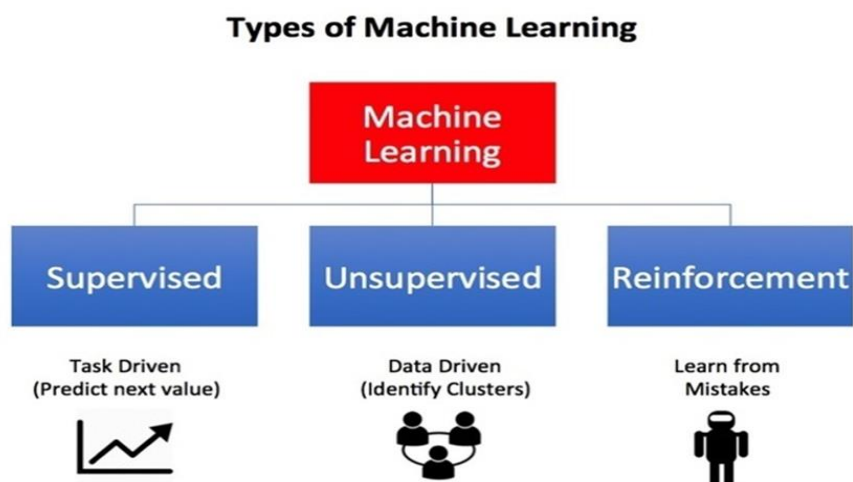 Types of Machine Learning
Machine
Learning
Supervised
Unsupervised
Reinforcement
Task Driven
(Predict next value)
Data Driven
(Identify Clusters)
Learn from
Mistakes